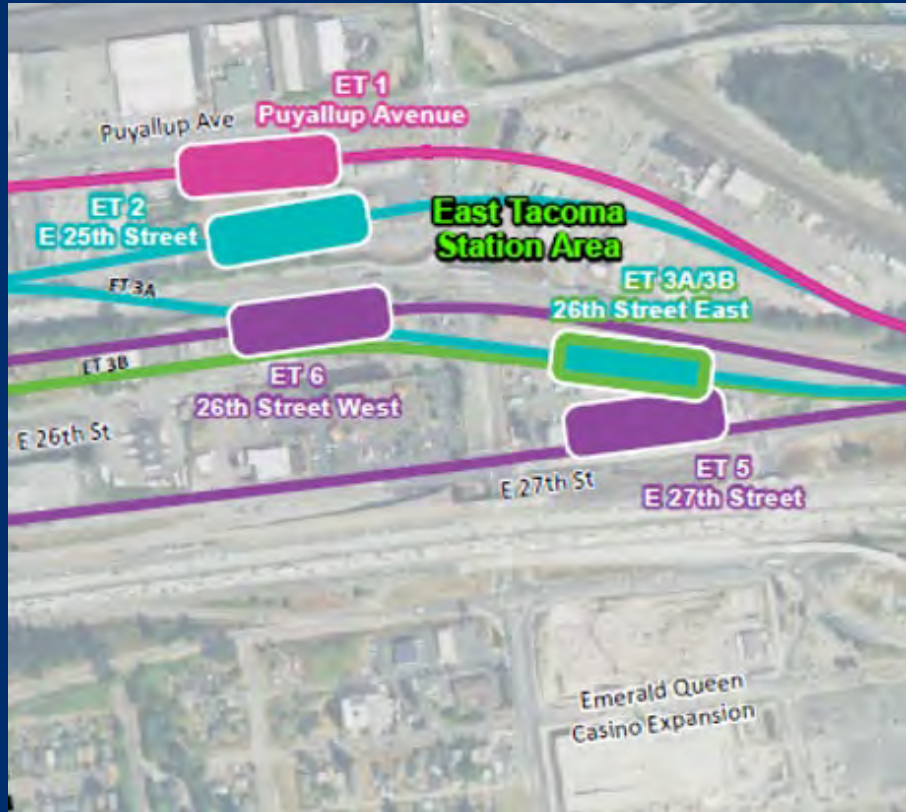 ET 1
Puyallup Avenue
Puyallup Ave
ET 2
E 25th Street
East Tacoma
Station Area
ET 3A
ET 3A/3B
26th Street East
ET 3B
ET 6
26th Street West
E 26th St
ET 5
E 27th Street
E 27th St
Emerald Queen
Casino Expansion